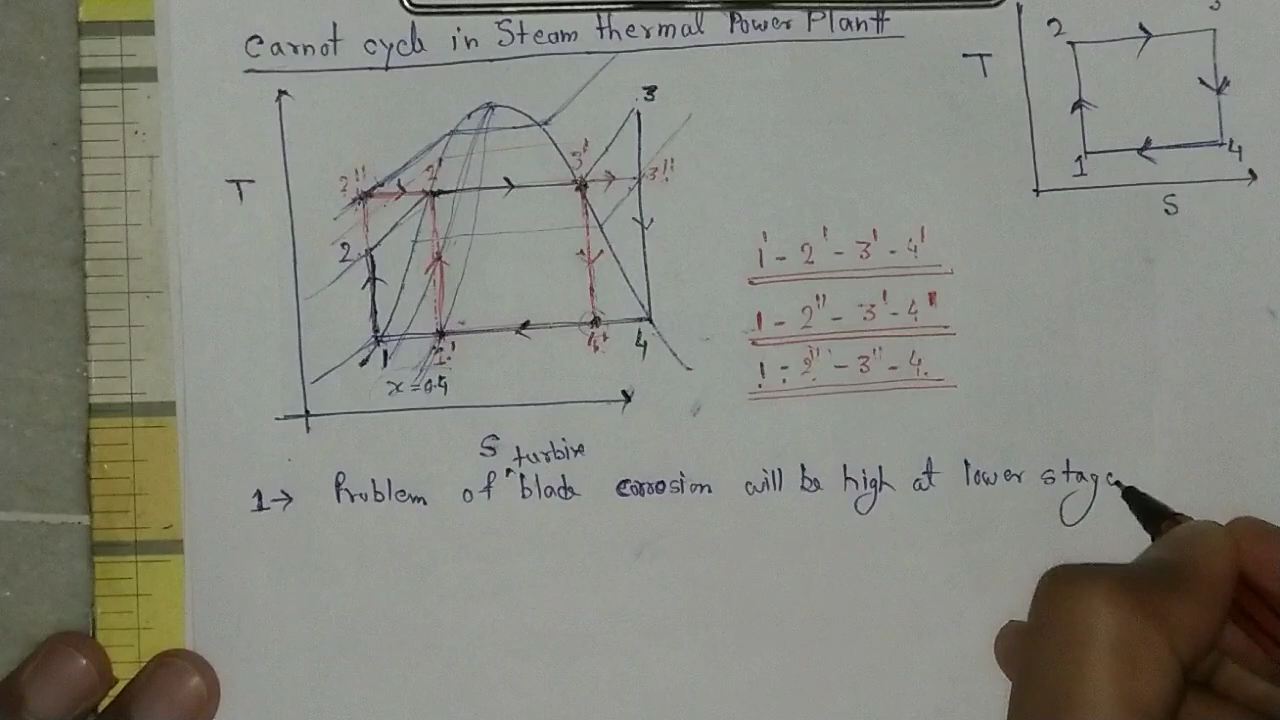 Carnot cycle in Steam thermal Power Plant
3
2 3
T
1 4
S
3
3'
2'' 2' 3''
T
2
1 1' 4' 4
x=0.4
S
1' - 2' - 3' - 4'
1 - 2'' - 3' - 4'
1 - 2'' - 3'' - 4.
turbine
1→ Problem of ^ blade corrosion will be high at lower stage